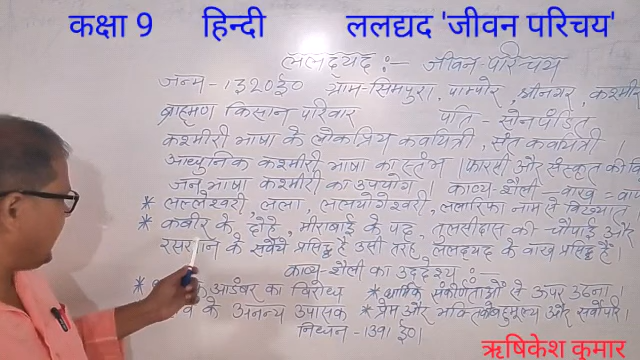 कक्षा 9 हिन्दी ललद्यद 'जीवन परिचय'
ललद्यद :- जीवन-परिचय
जन्म - 1320ई० ग्राम-सिमपुरा, पाम्पोर, श्रीनगर, कश्मीर
ब्राह्मण किसान परिवार पति - सोनपंडित
कश्मीरी भाषा के लोकप्रिय कवयित्री, संत कवयित्री ।
आधुनिक कश्मीरी भाषा का स्तंभ । फारसी और संस्कृत की
जन भाषा कश्मीरी का उपयोग । काव्य-शैली - वाख =
* लल्लेश्वरी, लला, ललयोगेश्वरी, ललारिफा नाम से विख्यात
* कबीर के दोहे, मीराबाई के पद, तुलसीदास की चौपाई और
रसखान के सवैये प्रसिद्ध हैं उसी तरह ललद्यद के वाख प्रसिद्ध हैं।
काव्य-शैली का उद्देश्य :-
* आडंबर का विरोध * धार्मिक संकीर्णताओं से ऊपर उठना ।
के अनन्य उपासक * प्रेम और भक्ति बहुमूल्य और सर्वोपरि।
निधन - 1391 ई०।
ऋषिकेश कुमार